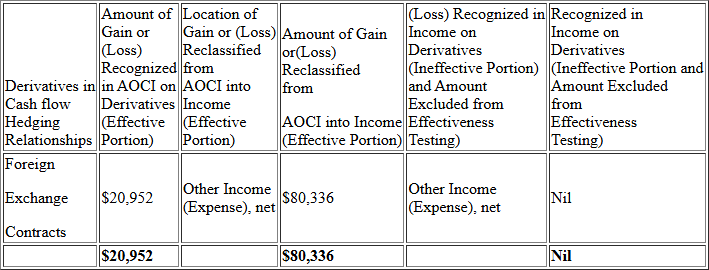 Derivatives in
Cash flow
Hedging
Relationships
Amount of
Gain or
(Loss)
Recognized
in AOCI on
Derivatives
(Effective
Portion)
Location of
Gain or (Loss)
Reclassified
from
AOCI into
Income
(Effective
Portion)
Amount of Gain
or(Loss)
Reclassified
from
AOCI into Income
(Effective Portion)
(Loss) Recognized in
Income on
Derivatives
(Ineffective Portion)
and Amount
Excluded from
Effectiveness
Testing)
Recognized in
Income on
Derivatives
(Ineffective Portion and
Amount Excluded
from
Effectiveness
Testing)
Foreign
Exchange
Contracts
$20,952
Other Income
(Expense), net
$80,336
Other Income
(Expense), net
Nil
$20,952
$80,336
Nil